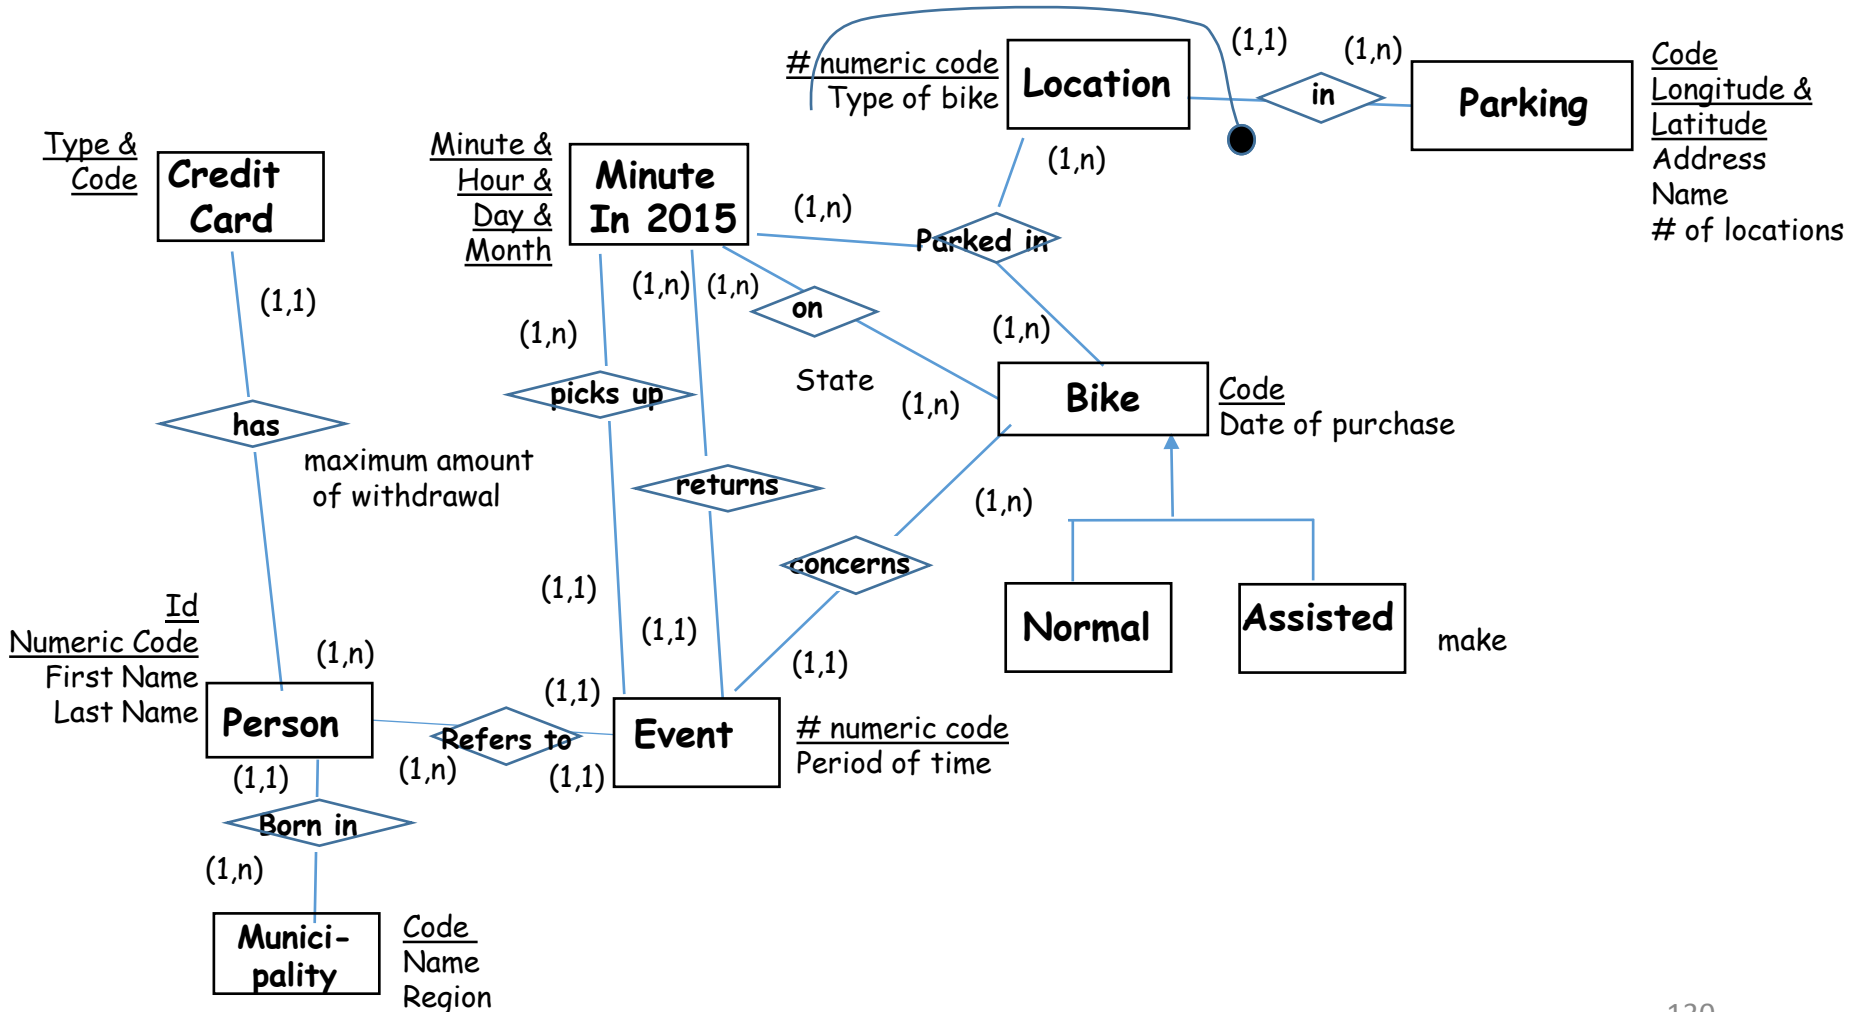 (1,1)
(1,n)
# numeric code
Type of bike
Location
in
Parking
Code
Longitude &
Latitude
Address
Name
# of locations
Type &
Code
Credit
Card
Minute &
Hour &
Day &
Month
Minute
In 2015
(1,n)
(1,n)
Parked in
(1,1)
(1,n)
(1,n)
on
(1,n)
(1,n)
picks up
State
(1,n)
Bike
Code
Date of purchase
has
maximum amount
of withdrawal
returns
(1,n)
concerns
(1,1)
(1,1)
(1,1)
Normal
Assisted
make
Id
Numeric Code
First Name
Last Name
(1,n)
Person
(1,1)
Refers to
(1,n)
(1,1)
Event
# numeric code
Period of time
(1,1)
Born in
(1,n)
Munici-
pality
Code
Name
Region